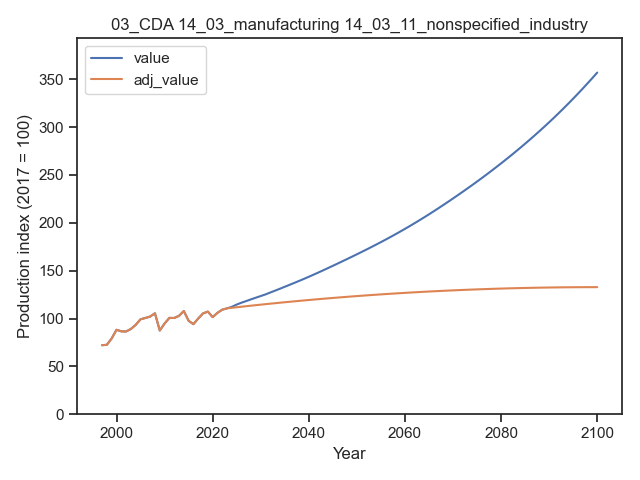 03_CDA 14_03_manufacturing 14_03_11_nonspecified_industry
value
adj_value
Production index (2017 = 100)
350
300
250
200
150
100
50
0
2000 2020 2040 2060 2080 2100
Year